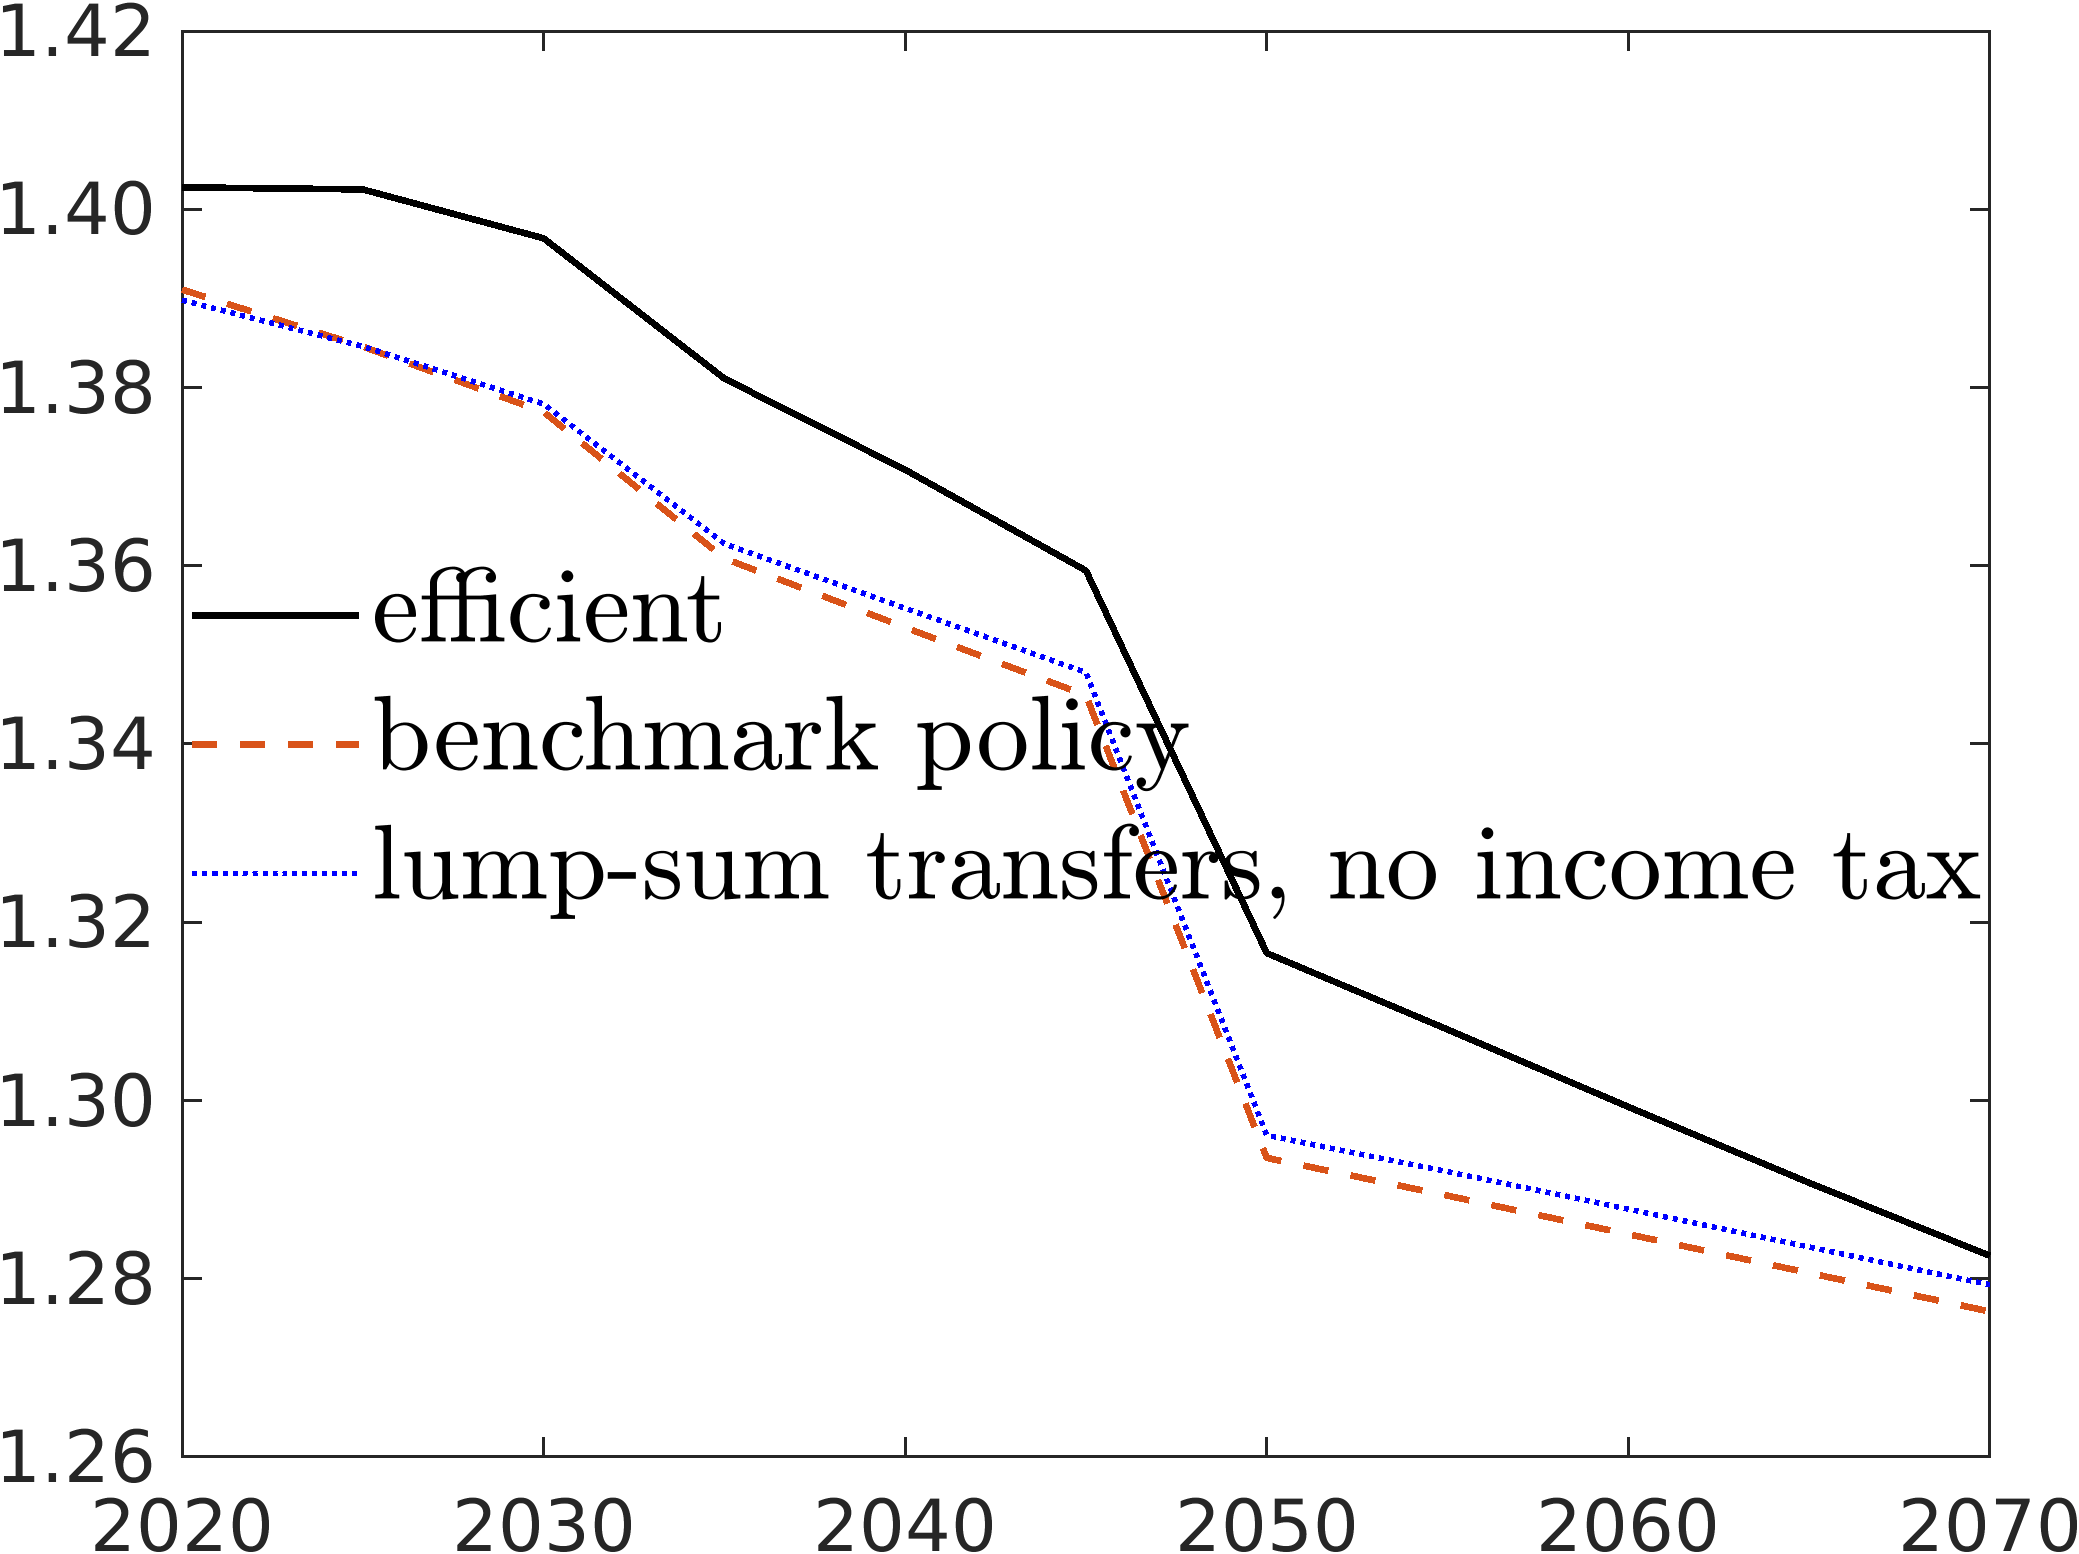 1.42
1.40
1.38
1.36
efficient
1.34
benchmark policy
lump-sum transfers, no income tax
1.32
1.30
1.28
1.26
2020 2030 2040 2050 2060 2070